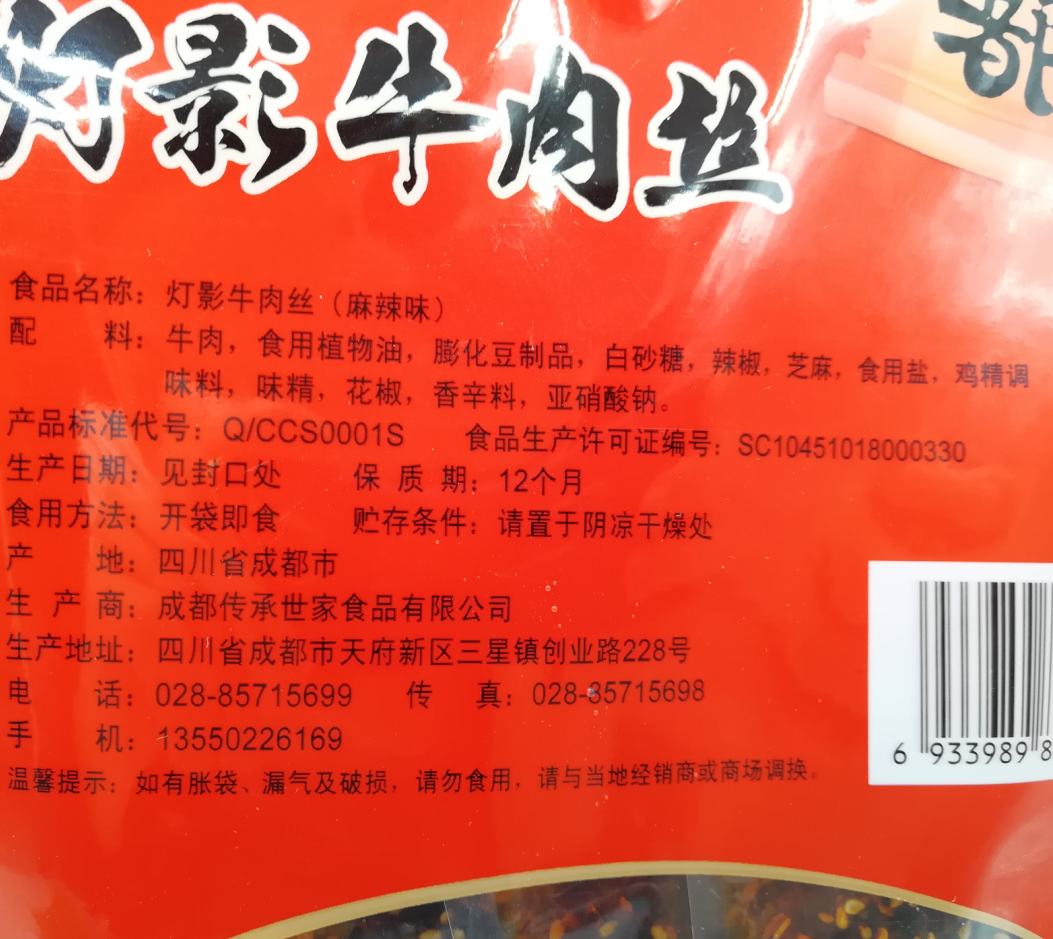 灯影牛肉丝
食品名称：灯影牛肉丝（麻辣味）
配 料：牛肉，食用植物油，膨化豆制品，白砂糖，辣椒，芝麻，食用盐，鸡精调
味料，味精，花椒，香辛料，亚硝酸钠。
产品标准代号：Q/CCS0001S 食品生产许可证编号：SC10451018000330
生产日期：见封口处 保 质 期：12个月
食用方法：开袋即食 贮存条件：请置于阴凉干燥处
产 地：四川省成都市
生 产 商：成都传承世家食品有限公司
生产地址：四川省成都市天府新区三星镇创业路228号
电 话：028-85715699 传 真：028-85715698
手 机：13550226169
温馨提示：如有胀袋、漏气及破损，请勿食用，请与当地经销商或商场调换。
6 933989 8